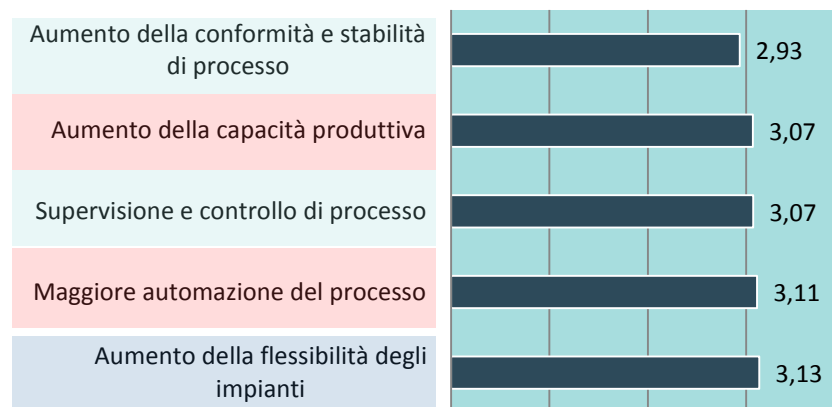 Aumento della conformità e stabilità
di processo
2,93
Aumento della capacità produttiva
3,07
Supervisione e controllo di processo
3,07
Maggiore automazione del processo
3,11
Aumento della flessibilità degli
impianti
3,13